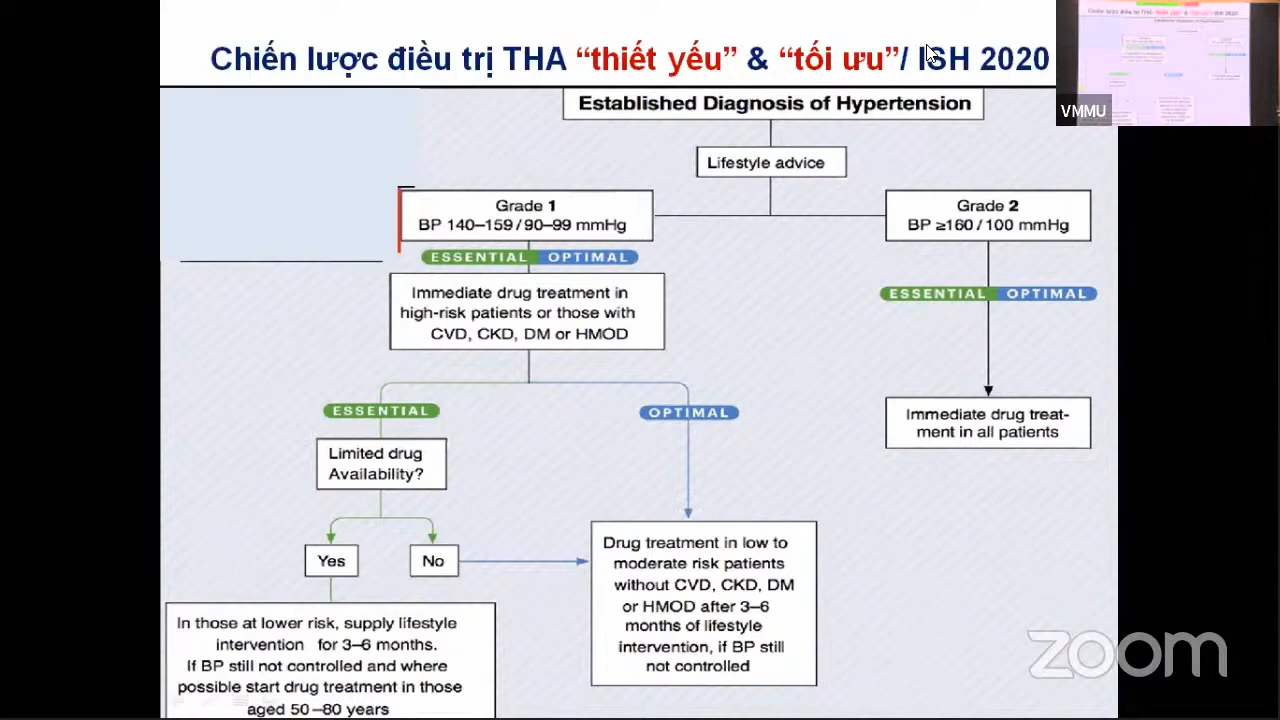 Chiến lược điều trị THA “thiết yếu” & “tối ưu”/ ISH 2020
VMMU
Established Diagnosis of Hypertension
Lifestyle advice
Grade 1
BP 140–159/90–99 mmHg
Grade 2
BP ≥160/100 mmHg
ESSENTIAL OPTIMAL
Immediate drug treatment in
high-risk patients or those with
CVD, CKD, DM or HMOD
ESSENTIAL OPTIMAL
Immediate drug treat-
ment in all patients
ESSENTIAL
OPTIMAL
Limited drug
Availability?
Yes
No
Drug treatment in low to
moderate risk patients
without CVD, CKD, DM
or HMOD after 3–6
months of lifestyle
intervention, if BP still
not controlled
In those at lower risk, supply lifestyle
intervention for 3–6 months.
If BP still not controlled and where
possible start drug treatment in those
aged 50–80 years
zoom